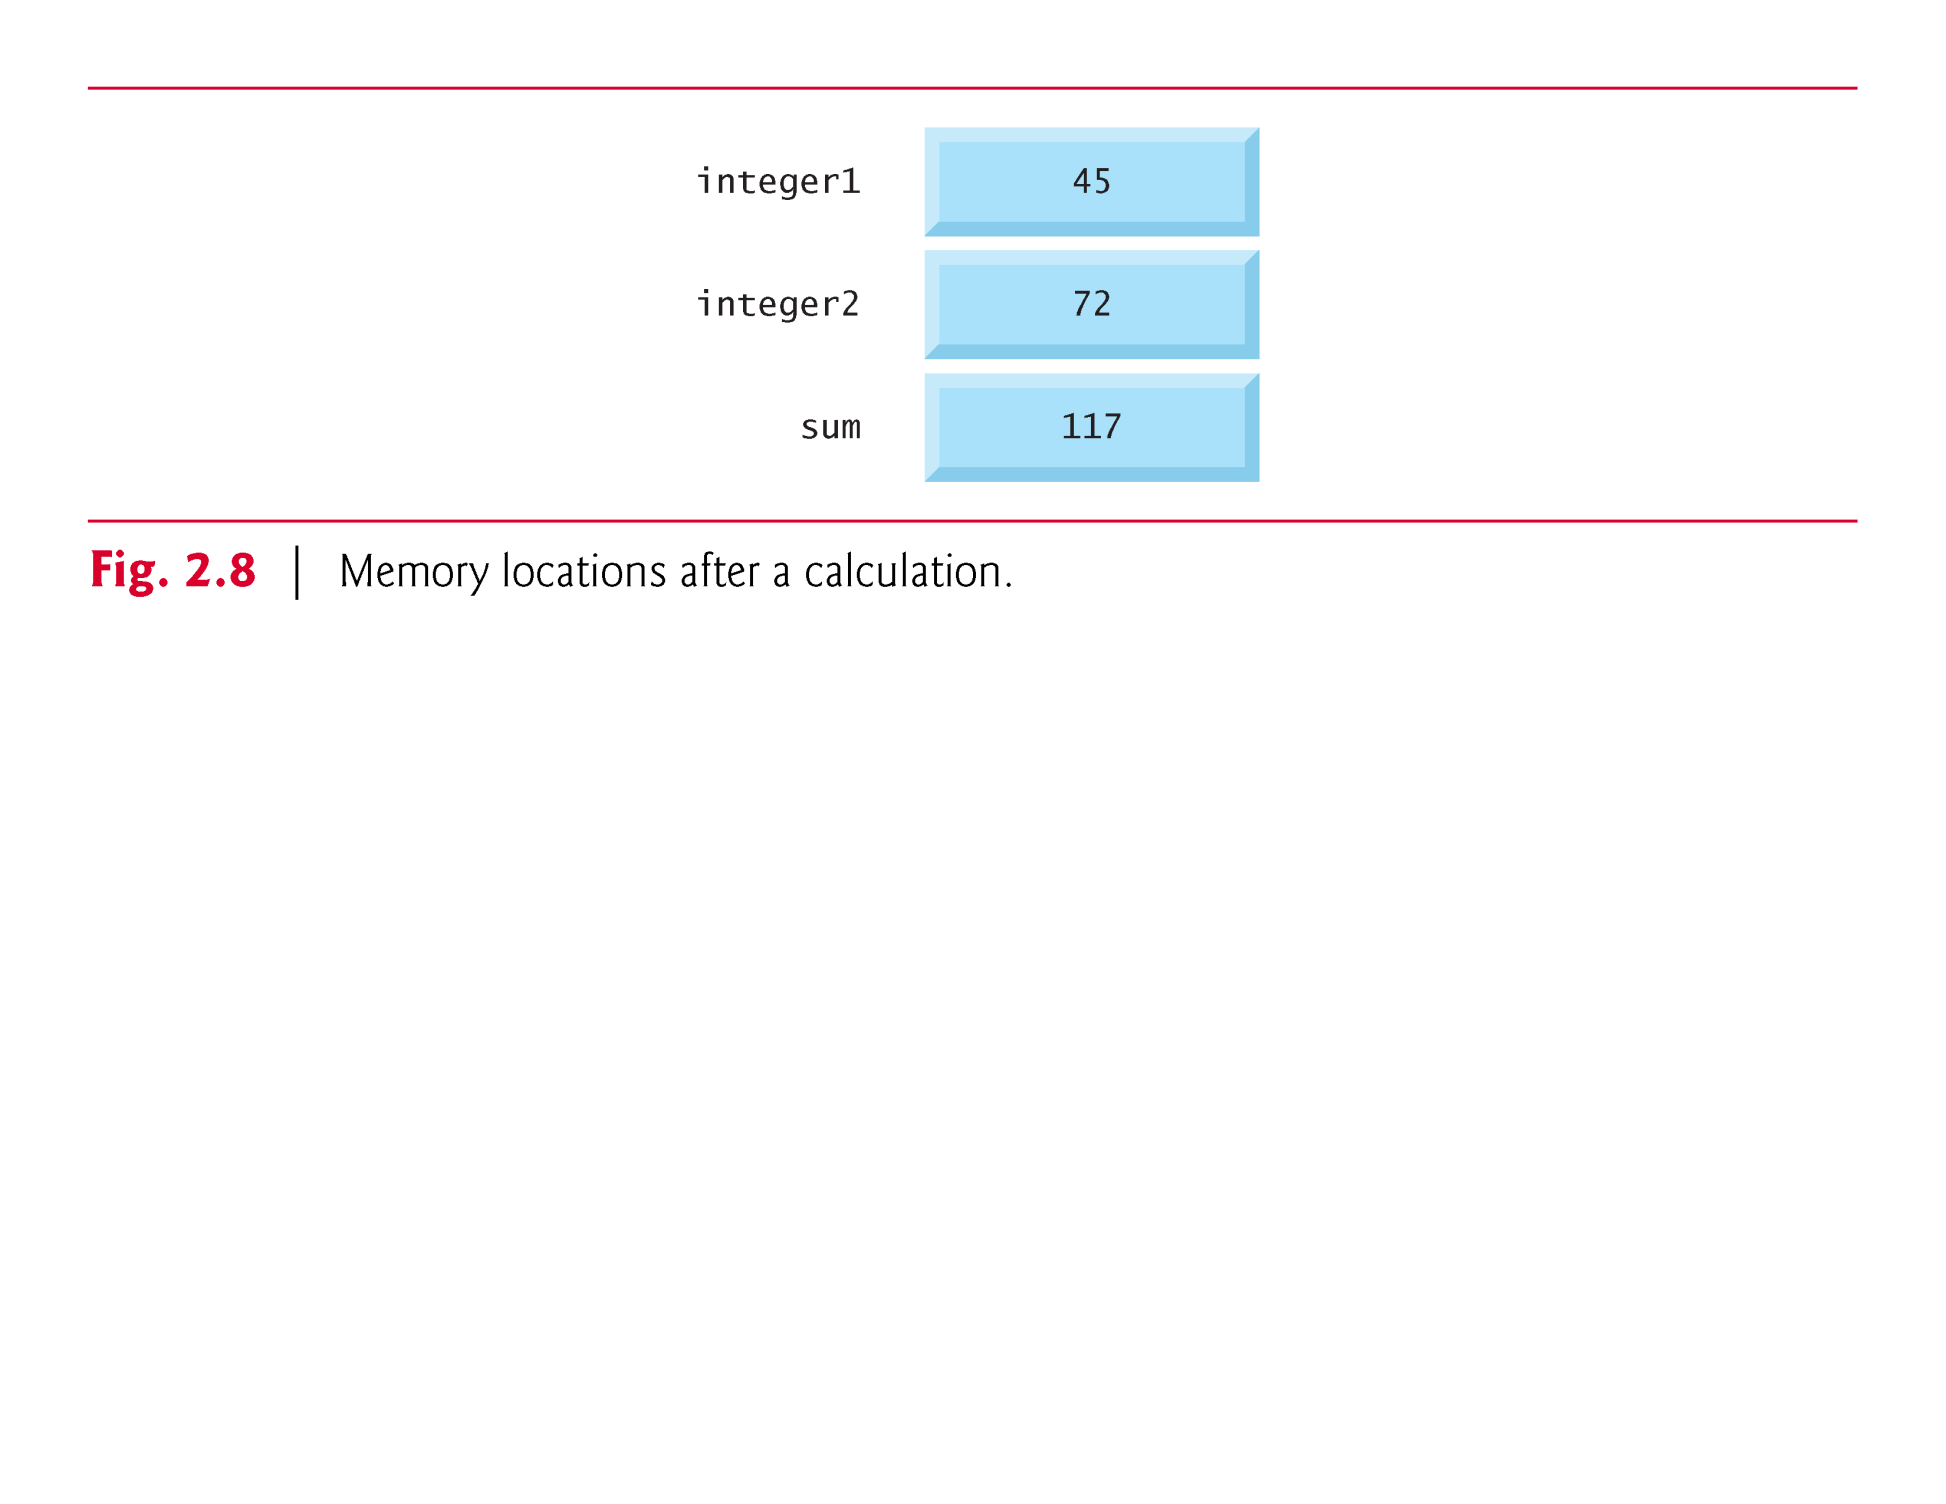 integer1 45
integer2 72
sum 117
Fig. 2.8 | Memory locations after a calculation.